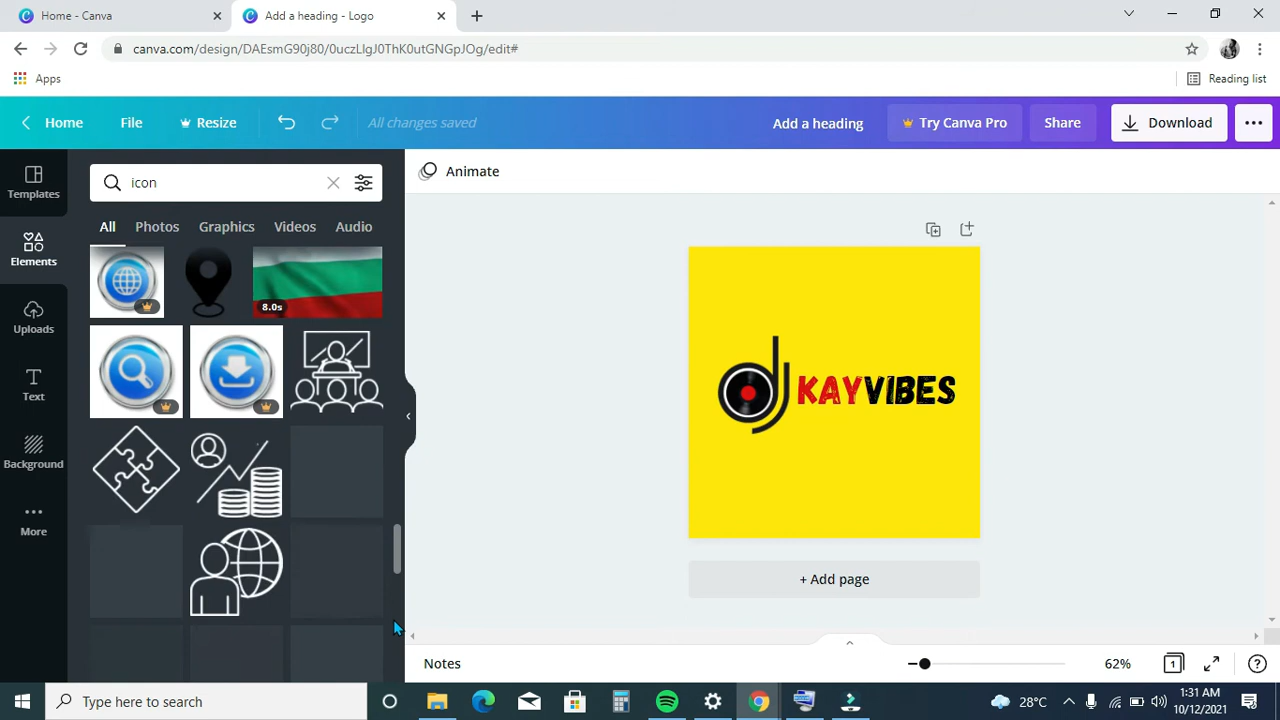 Home - Canva
Add a heading - Logo
canva.com/design/DAEsmG90j80/0uczLIgJ0ThK0utGNGpJOg/edit#
Apps
Reading list
Home
File
Resize
All changes saved
Add a heading
Try Canva Pro
Share
Download
Templates
Elements
Uploads
Text
Background
More
icon
All
Photos
Graphics
Videos
Audio
8.0s
Animate
dj KAYVIBES
+ Add page
Notes
62%
1
Type here to search
28°C
1:31 AM
10/12/2021